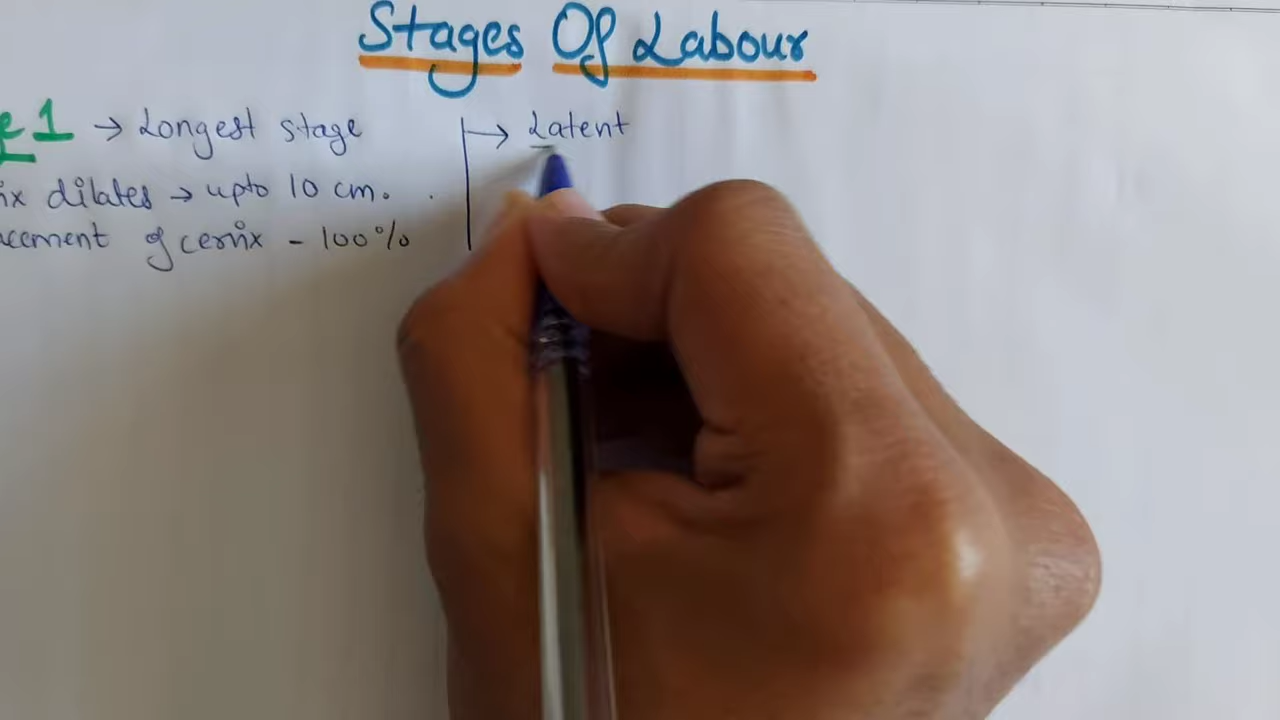 Stages Of Labour
1 → Longest stage
dilates → upto 10 cm.
of cervix - 100%
→ Latent